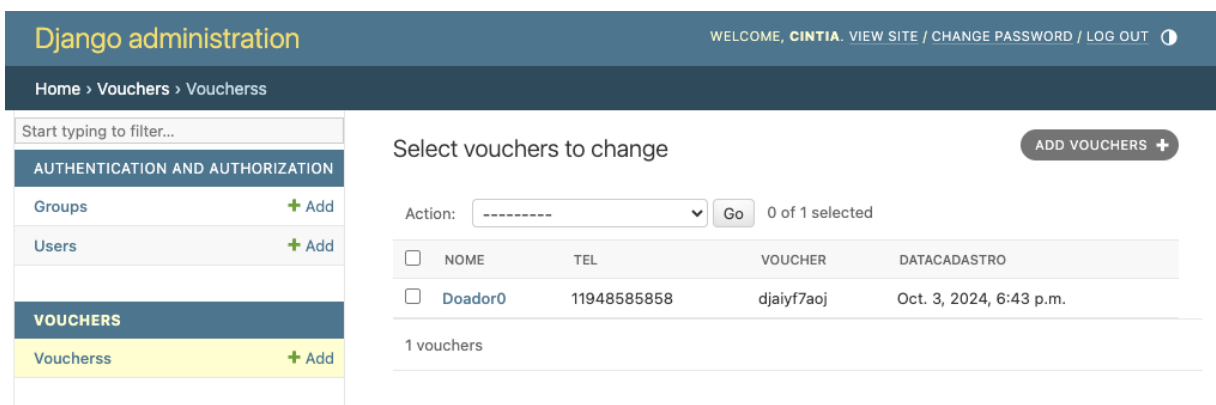 Django administration
WELCOME, CINTIA. VIEW SITE / CHANGE PASSWORD / LOG OUT
Home › Vouchers › Voucherss
Start typing to filter...
AUTHENTICATION AND AUTHORIZATION
Groups + Add
Users + Add
VOUCHERS
Voucherss + Add
Select vouchers to change
ADD VOUCHERS +
Action: --------- Go 0 of 1 selected
NOME TEL VOUCHER DATACADASTRO
Doador0 11948585858 djaiyf7aoj Oct. 3, 2024, 6:43 p.m.
1 vouchers